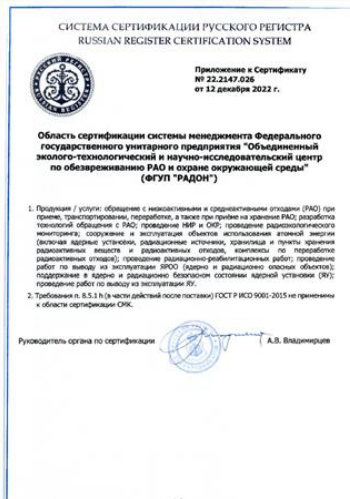 СИСТЕМА СЕРТИФИКАЦИИ РУССКОГО РЕГИСТРА
RUSSIAN REGISTER CERTIFICATION SYSTEM
Приложение к Сертификату
№ 22.2147.026
от 12 декабря 2022 г.
Область сертификации системы менеджмента Федерального
государственного унитарного предприятия "Объединенный
эколого-технологический и научно-исследовательский центр
по обезвреживанию РАО и охране окружающей среды"
(ФГУП "РАДОН")
1. Продукция / услуги: обращение с низкоактивными и среднеактивными отходами (РАО) при
приеме, транспортировании, переработке, а также при приёме на хранение РАО; разработка
технологий обращения с РАО; проведение НИР и ОКР; проведение радиоэкологического
мониторинга; сооружение и эксплуатация объектов использования атомной энергии
(включая ядерные установки, радиационные источники, хранилища и пункты хранения
радиоактивных веществ и радиоактивных отходов, комплексы по переработке
радиоактивных отходов); проведение радиационно-реабилитационных работ; проведение
работ по выводу из эксплуатации ЯРОО (ядерно и радиационно опасных объектов);
поддержание в ядерно и радиационно безопасном состоянии ядерной установки (ЯУ);
проведение работ по выводу из эксплуатации ЯУ.
2. Требования п. 8.5.1 h (в части действий после поставки) ГОСТ Р ИСО 9001-2015 не применимы
к области сертификации СМК.
Руководитель органа по сертификации
А.В. Владимирцев